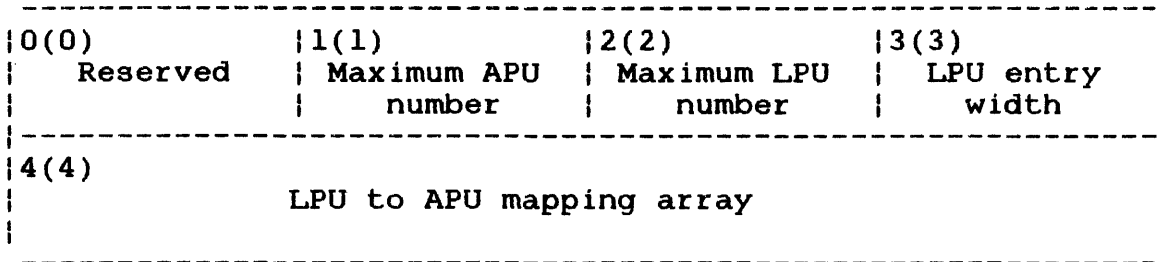 0(0) 1(1) 2(2) 3(3)
Reserved Maximum APU Maximum LPU LPU entry
number number width
4(4)
LPU to APU mapping array